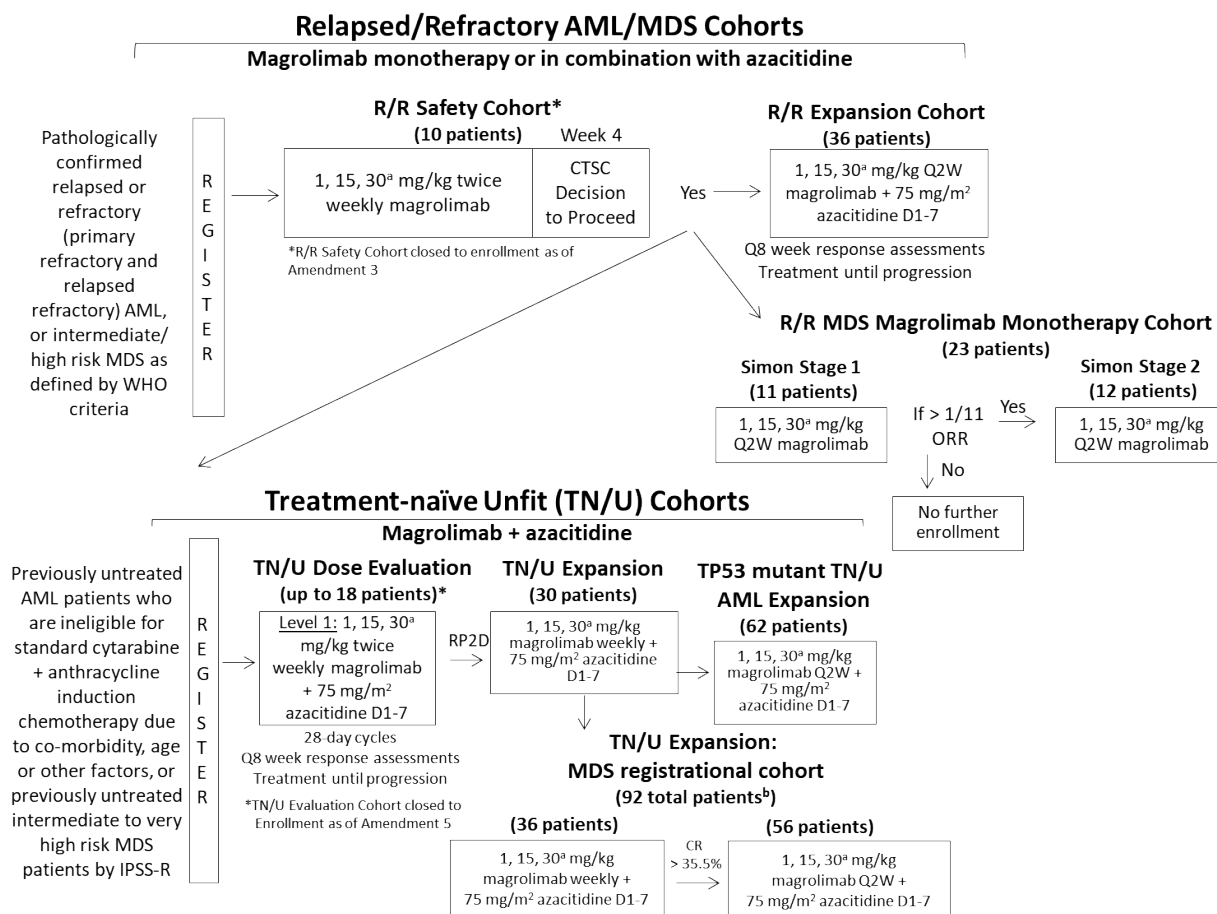 Relapsed/Refractory AML/MDS Cohorts
Magrolimab monotherapy or in combination with azacitidine
Pathologically
confirmed
relapsed or
refractory
(primary
refractory and
relapsed
refractory) AML,
or intermediate/
high risk MDS as
defined by WHO
criteria
R
E
G
I
S
T
E
R
R/R Safety Cohort*
(10 patients)
Week 4
1, 15, 30ᵃ mg/kg twice
weekly magrolimab
CTSC
Decision
to Proceed
*R/R Safety Cohort closed to enrollment as of
Amendment 3
Yes
R/R Expansion Cohort
(36 patients)
1, 15, 30ᵃ mg/kg Q2W
magrolimab + 75 mg/m²
azacitidine D1-7
Q8 week response assessments
Treatment until progression
R/R MDS Magrolimab Monotherapy Cohort
(23 patients)
Simon Stage 1
(11 patients)
1, 15, 30ᵃ mg/kg
Q2W magrolimab
If > 1/11
ORR
Yes
No
No further
enrollment
Simon Stage 2
(12 patients)
1, 15, 30ᵃ mg/kg
Q2W magrolimab
Treatment-naïve Unfit (TN/U) Cohorts
Magrolimab + azacitidine
Previously untreated
AML patients who
are ineligible for
standard cytarabine
+ anthracycline
induction
chemotherapy due
to co-morbidity, age
or other factors, or
previously untreated
intermediate to very
high risk MDS
patients by IPSS-R
R
E
G
I
S
T
E
R
TN/U Dose Evaluation
(up to 18 patients)*
Level 1: 1, 15, 30ᵃ
mg/kg twice
weekly magrolimab
+ 75 mg/m²
azacitidine D1-7
28-day cycles
Q8 week response assessments
Treatment until progression
*TN/U Evaluation Cohort closed to
Enrollment as of Amendment 5
RP2D
TN/U Expansion
(30 patients)
1, 15, 30ᵃ mg/kg
magrolimab weekly +
75 mg/m² azacitidine
D1-7
TP53 mutant TN/U
AML Expansion
(62 patients)
1, 15, 30ᵃ mg/kg
magrolimab Q2W +
75 mg/m²
azacitidine D1-7
TN/U Expansion:
MDS registrational cohort
(92 total patientsᵇ)
(36 patients)
1, 15, 30ᵃ mg/kg
magrolimab weekly +
75 mg/m² azacitidine D1-7
CR
> 35.5%
(56 patients)
1, 15, 30ᵃ mg/kg
magrolimab Q2W +
75 mg/m² azacitidine D1-7